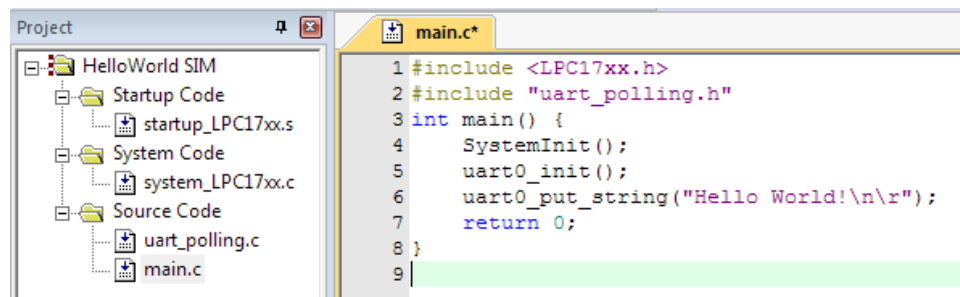 Project
HelloWorld SIM
Startup Code
startup_LPC17xx.s
System Code
system_LPC17xx.c
Source Code
uart_polling.c
main.c
main.c*
1 #include <LPC17xx.h>
2 #include "uart_polling.h"
3 int main() {
4     SystemInit();
5     uart0_init();
6     uart0_put_string("Hello World!\n\r");
7     return 0;
8 }
9